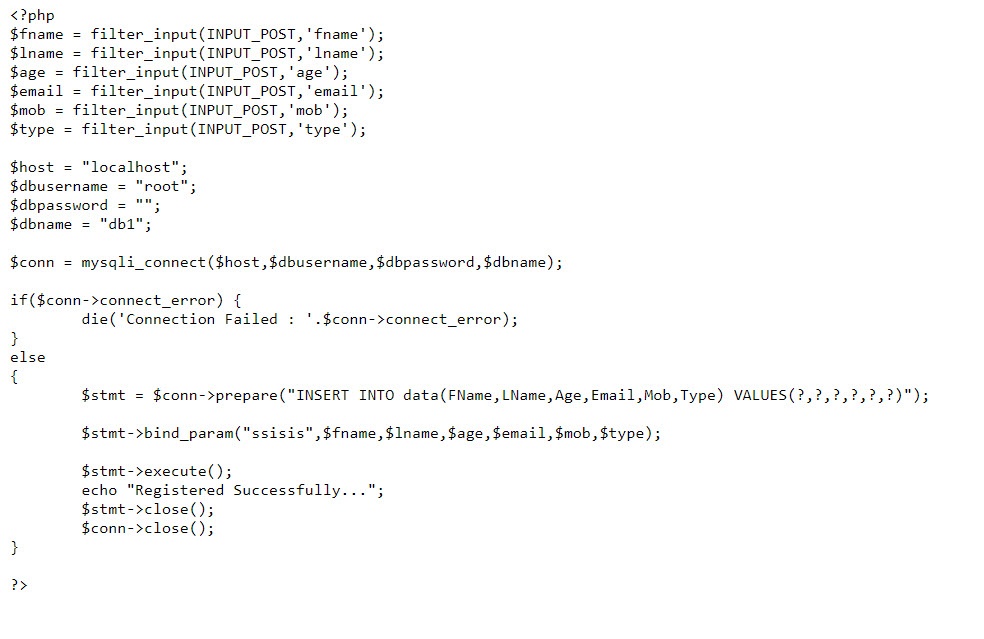 <?php
$fname = filter_input(INPUT_POST,'fname');
$lname = filter_input(INPUT_POST,'lname');
$age = filter_input(INPUT_POST,'age');
$email = filter_input(INPUT_POST,'email');
$mob = filter_input(INPUT_POST,'mob');
$type = filter_input(INPUT_POST,'type');

$host = "localhost";
$dbusername = "root";
$dbpassword = "";
$dbname = "db1";

$conn = mysqli_connect($host,$dbusername,$dbpassword,$dbname);

if($conn->connect_error) {
        die('Connection Failed : '.$conn->connect_error);
}
else
{
        $stmt = $conn->prepare("INSERT INTO data(FName,LName,Age,Email,Mob,Type) VALUES(?,?,?,?,?,?)");

        $stmt->bind_param("ssisis",$fname,$lname,$age,$email,$mob,$type);

        $stmt->execute();
        echo "Registered Successfully...";
        $stmt->close();
        $conn->close();
}

?>